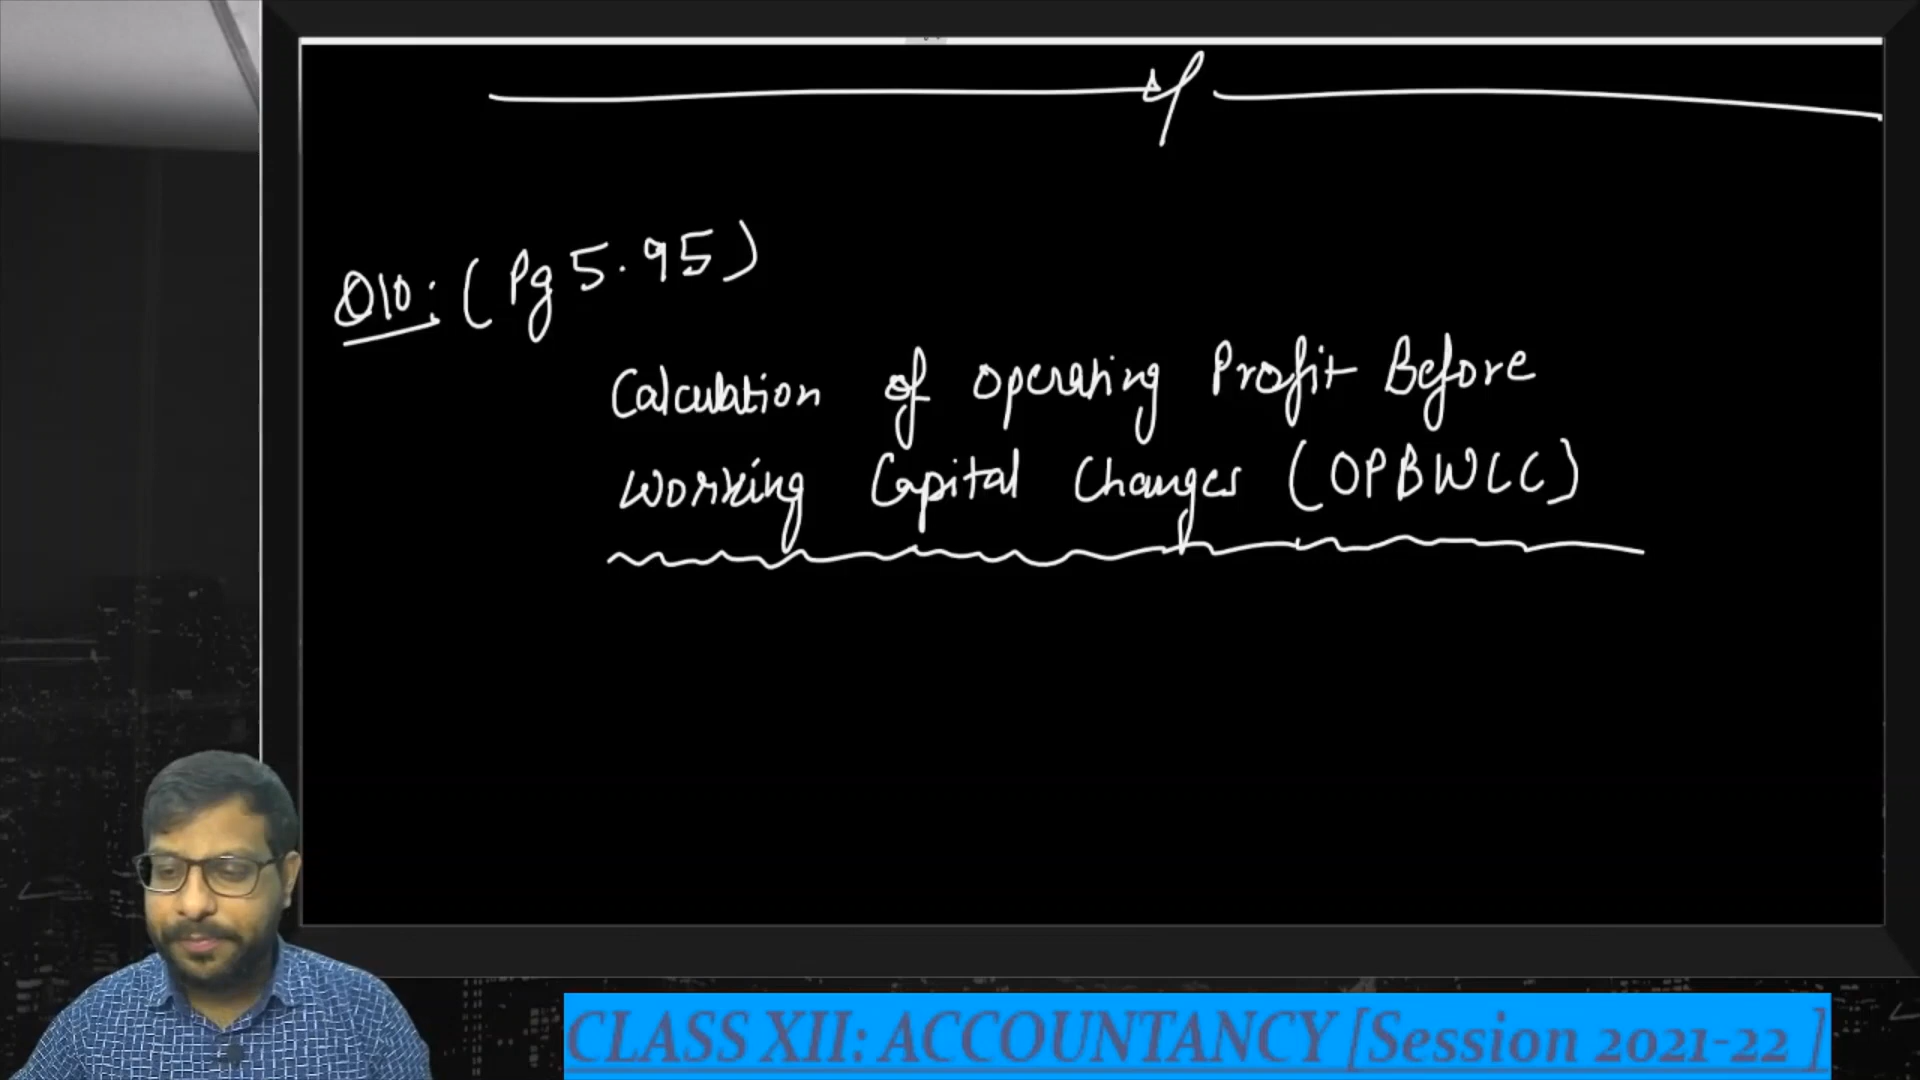 Q10: (Pg 5.95)
Calculation of Operating Profit Before
Working Capital Changes (OPBWCC)
CLASS XII: ACCOUNTANCY [Session 2021-22 ]